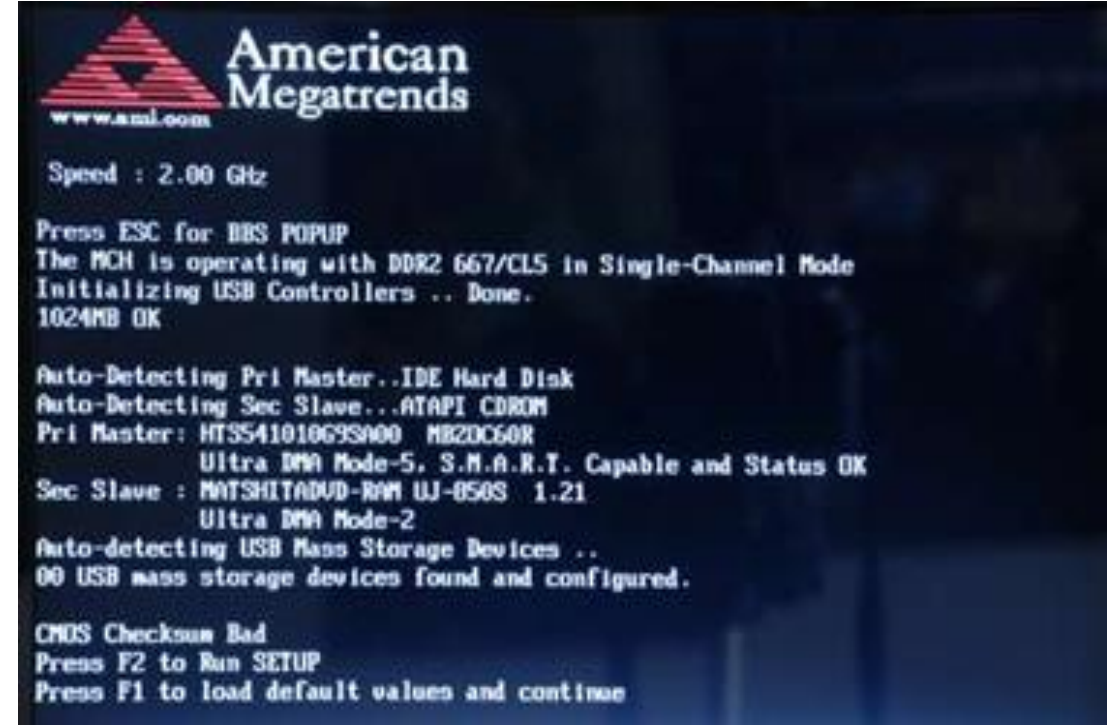 American
Megatrends
www.ami.com
Speed : 2.00 GHz
Press ESC for BBS POPUP
The MCH is operating with DDR2 667/CL5 in Single-Channel Mode
Initializing USB Controllers .. Done.
1024MB OK
Auto-Detecting Pri Master..IDE Hard Disk
Auto-Detecting Sec Slave...ATAPI CDROM
Pri Master: HTS541010G9SA00 MBZOC60R
Ultra DMA Mode-5, S.M.A.R.T. Capable and Status OK
Sec Slave : MATSHITADVD-RAM UJ-850S 1.21
Ultra DMA Mode-2
Auto-detecting USB Mass Storage Devices ..
00 USB mass storage devices found and configured.
CMOS Checksum Bad
Press F2 to Run SETUP
Press F1 to load default values and continue